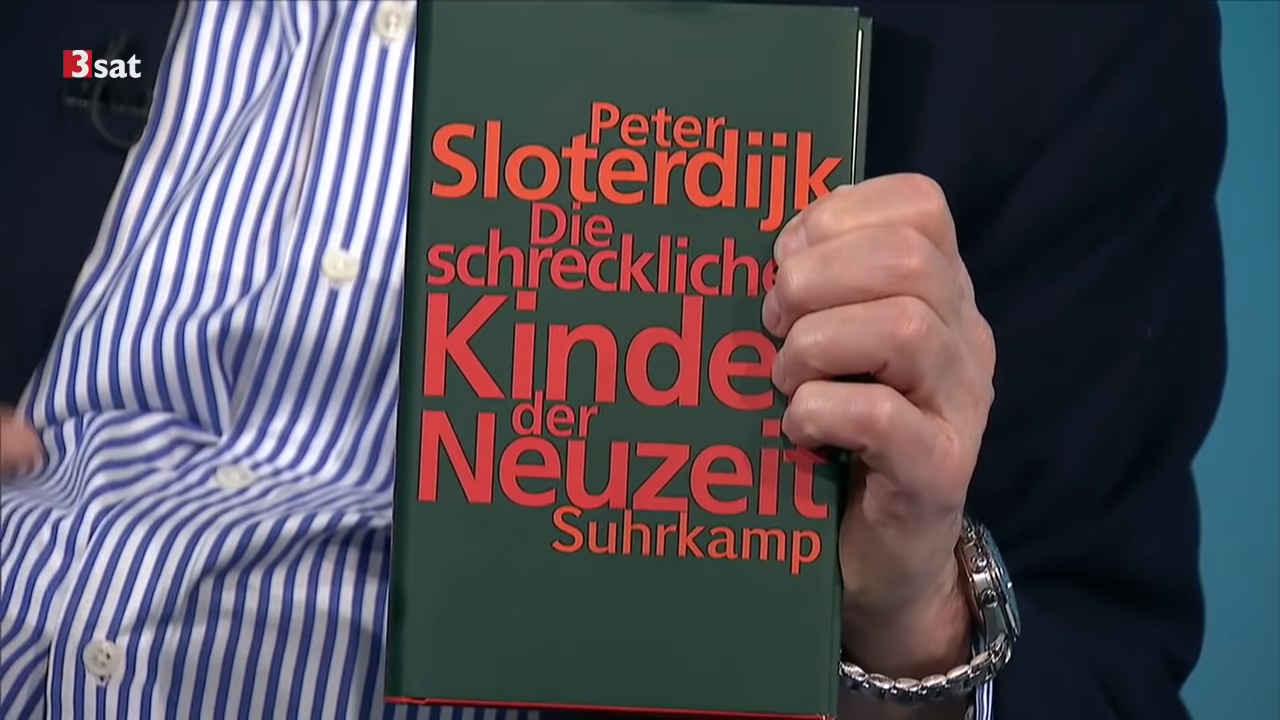 3sat
Peter
Sloterdijk
Die
schreckliche
Kinde
der
Neuzeit
Suhrkamp